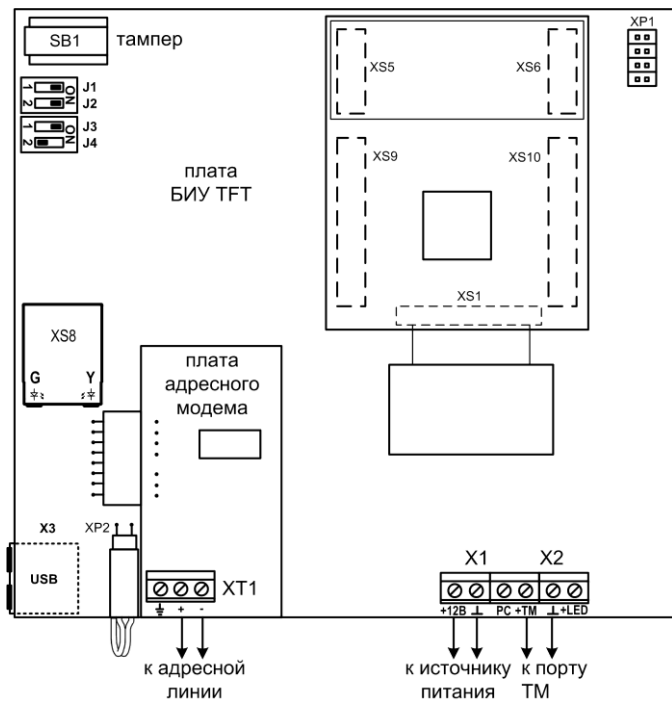 SB1 тампер
XP1
1 ON J1
2 J2
1 ON J3
2 J4
XS5
XS6
плата
БИУ TFT
XS9
XS10
XS1
XS8
G Y
плата
адресного
модема
X3
XP2
USB
XT1
+ -
X1 X2
+12В ⊥ РС +ТМ ⊥ +LED
к адресной
линии
к источнику
питания
к порту
ТМ